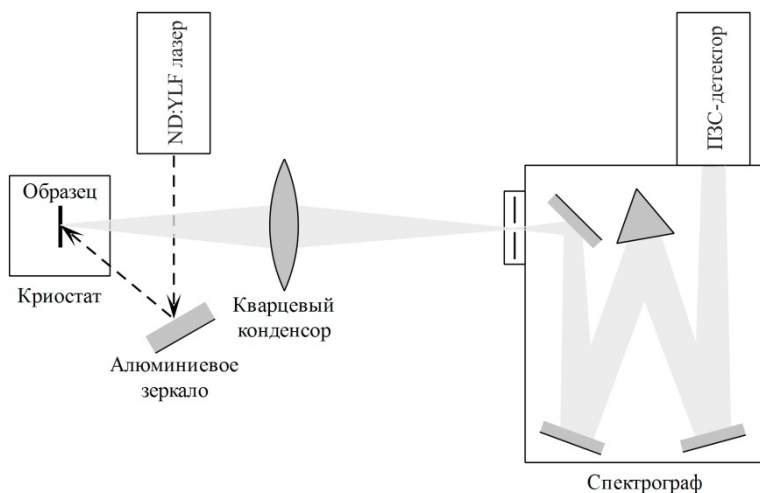 ND:YLF лазер
ПЗС-детектор
Образец
Криостат
Кварцевый
конденсор
Алюминиевое
зеркало
Спектрограф